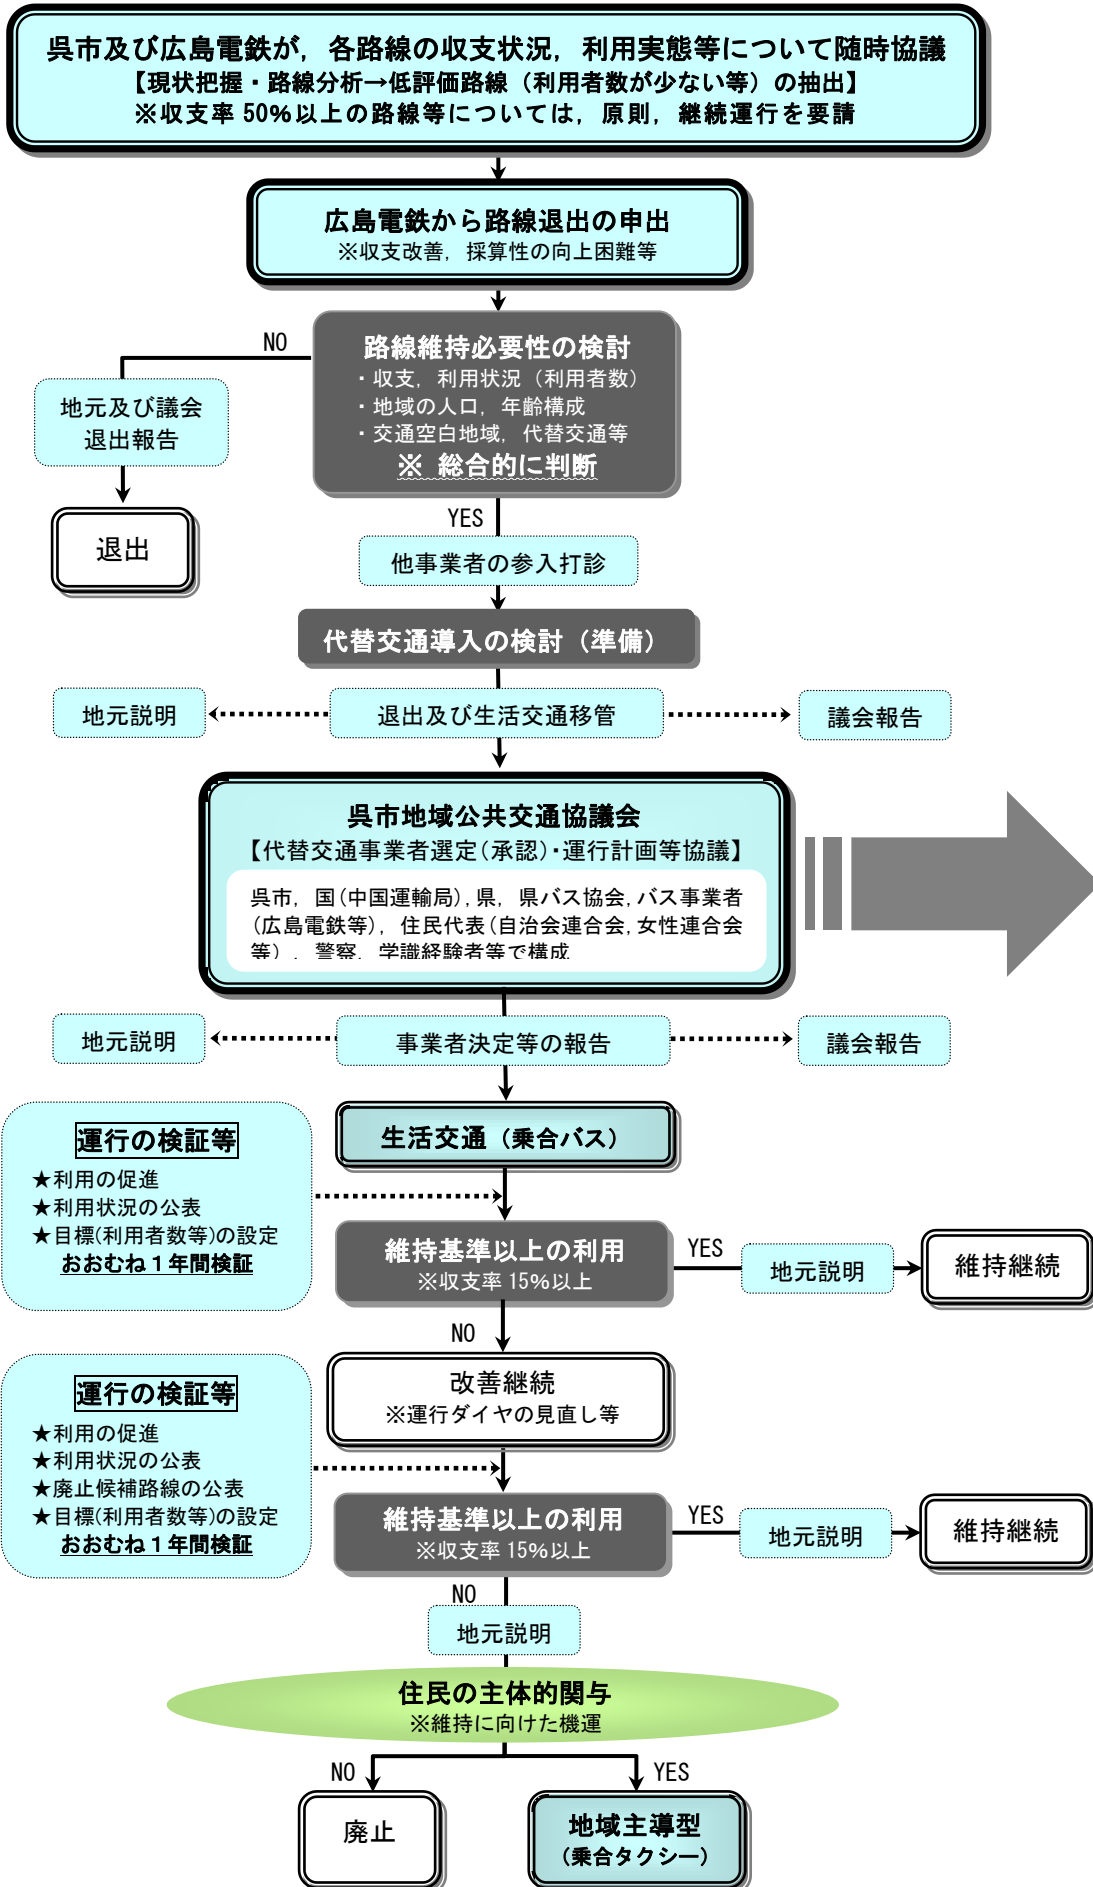 呉市及び広島電鉄が，各路線の収支状況，利用実態等について随時協議
【現状把握・路線分析→低評価路線（利用者数が少ない等）の抽出】
※収支率 50％以上の路線等については，原則，継続運行を要請
広島電鉄から路線退出の申出
※収支改善，採算性の向上困難等
NO
路線維持必要性の検討
・収支，利用状況（利用者数）
・地域の人口，年齢構成
・交通空白地域，代替交通等
※ 総合的に判断
地元及び議会
退出報告
退出
YES
他事業者の参入打診
代替交通導入の検討（準備）
地元説明
退出及び生活交通移管
議会報告
呉市地域公共交通協議会
【代替交通事業者選定(承認)・運行計画等協議】
呉市，国(中国運輸局)，県，県バス協会，バス事業者
(広島電鉄等)，住民代表(自治会連合会，女性連合会
等)，警察，学識経験者等で構成
地元説明
事業者決定等の報告
議会報告
生活交通（乗合バス）
運行の検証等
★利用の促進
★利用状況の公表
★目標(利用者数等)の設定
おおむね１年間検証
維持基準以上の利用
※収支率 15％以上
YES
地元説明
維持継続
NO
改善継続
※運行ダイヤの見直し等
運行の検証等
★利用の促進
★利用状況の公表
★廃止候補路線の公表
★目標(利用者数等)の設定
おおむね１年間検証
維持基準以上の利用
※収支率 15％以上
YES
地元説明
維持継続
NO
地元説明
住民の主体的関与
※維持に向けた機運
NO
YES
廃止
地域主導型
（乗合タクシー）